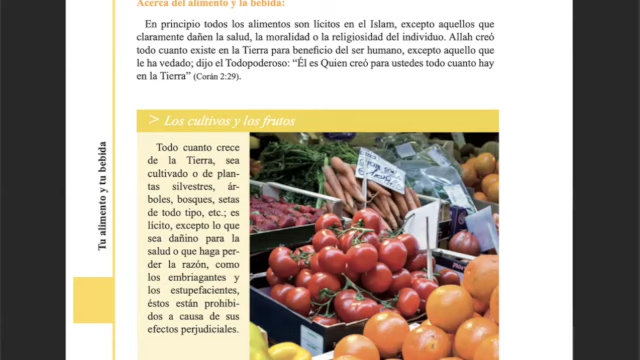 Acerca del alimento y la bebida:
En principio todos los alimentos son lícitos en el Islam, excepto aquellos que
claramente dañen la salud, la moralidad o la religiosidad del individuo. Allah creó
todo cuanto existe en la Tierra para beneficio del ser humano, excepto aquello que
le ha vedado; dijo el Todopoderoso: “Él es Quien creó para ustedes todo cuanto hay
en la Tierra” (Corán 2:29).
> Los cultivos y los frutos
Todo cuanto crece
de la Tierra, sea
cultivado o de plan-
tas silvestres, ár-
boles, bosques, setas
de todo tipo, etc.; es
lícito, excepto lo que
sea dañino para la
salud o que haga per-
der la razón, como
los embriagantes y
los estupefacientes,
éstos están prohibi-
dos a causa de sus
efectos perjudiciales.
Tu alimento y tu bebida